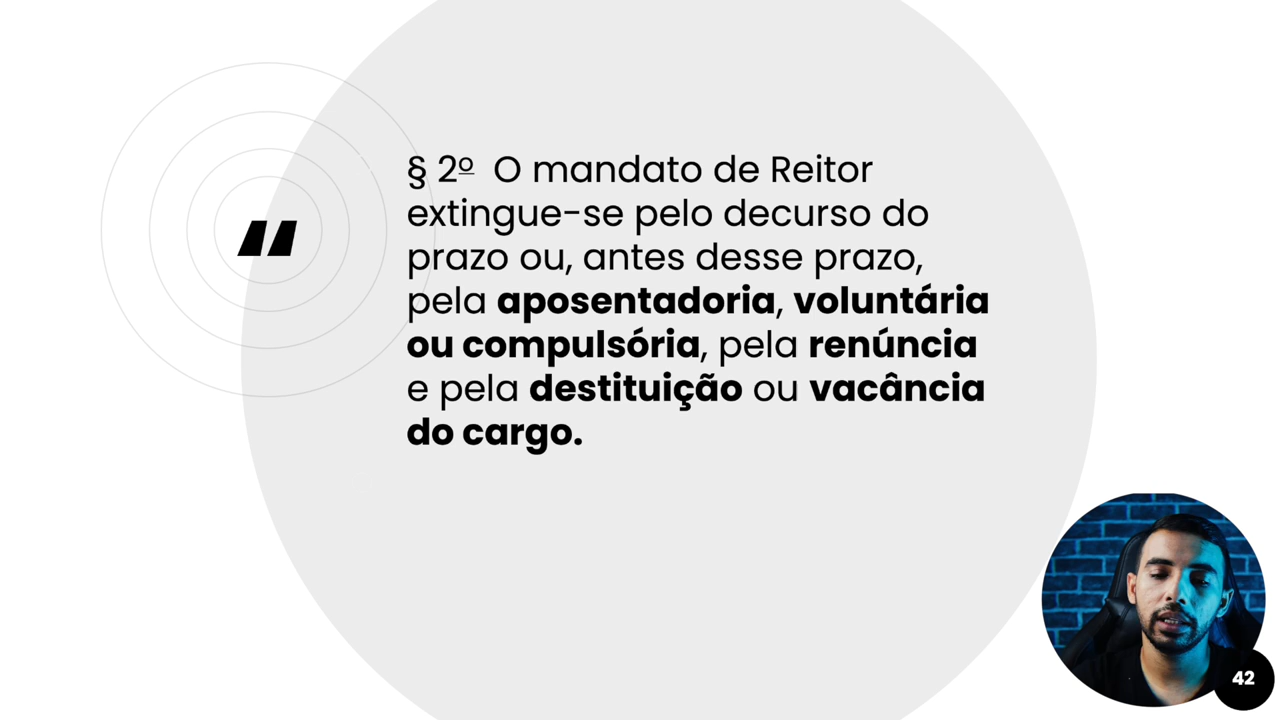 “
§ 2º O mandato de Reitor
extingue-se pelo decurso do
prazo ou, antes desse prazo,
pela aposentadoria, voluntária
ou compulsória, pela renúncia
e pela destituição ou vacância
do cargo.
42